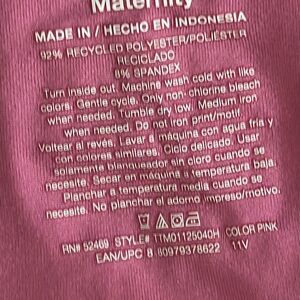 Maternity
MADE IN / HECHO EN INDONESIA
92% RECYCLED POLYESTER/POLIÉSTER
RECICLADO
8% SPANDEX
Turn inside out. Machine wash cold with like
colors. Gentle cycle. Only non- chlorine bleach
when needed. Tumble dry low. Medium iron
when needed. Do not iron print/motif.
Voltear al revés. Lavar a máquina con agua fría y
con colores similares. Ciclo delicado. Usar
solamente blanqueador sin cloro cuando se
necesite. Secar en máquina a temperatura baja.
Planchar a temperatura media cuando se
necesite. No planchar el adorno impreso/motivo.
RN# 52469 STYLE# TTM01125040H COLOR PINK
EAN/UPC 8 80979378622 11V